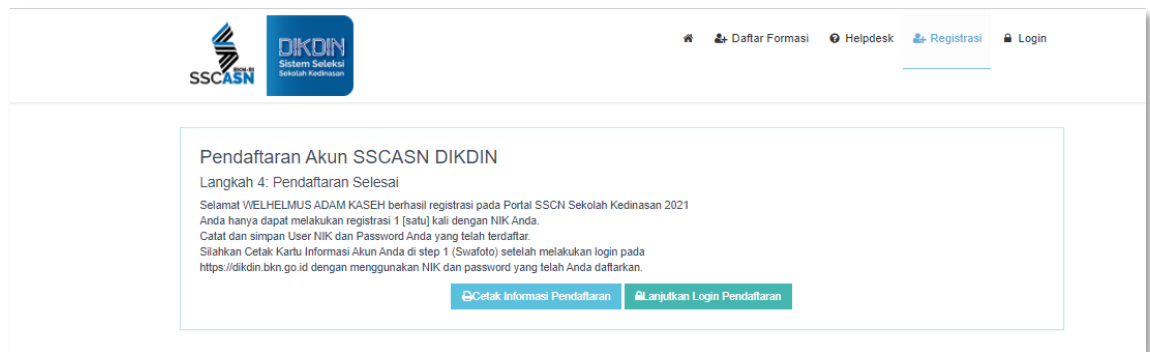 SSCASN
BKN-RI
DIKDIN
Sistem Seleksi
Sekolah Kedinasan
Daftar Formasi
Helpdesk
Registrasi
Login
Pendaftaran Akun SSCASN DIKDIN
Langkah 4: Pendaftaran Selesai
Selamat WELHELMUS ADAM KASEH berhasil registrasi pada Portal SSCN Sekolah Kedinasan 2021
Anda hanya dapat melakukan registrasi 1 [satu] kali dengan NIK Anda.
Catat dan simpan User NIK dan Password Anda yang telah terdaftar.
Silahkan Cetak Kartu Informasi Akun Anda di step 1 (Swafoto) setelah melakukan login pada
https://dikdin.bkn.go.id dengan menggunakan NIK dan password yang telah Anda daftarkan.
Cetak Informasi Pendaftaran
Lanjutkan Login Pendaftaran